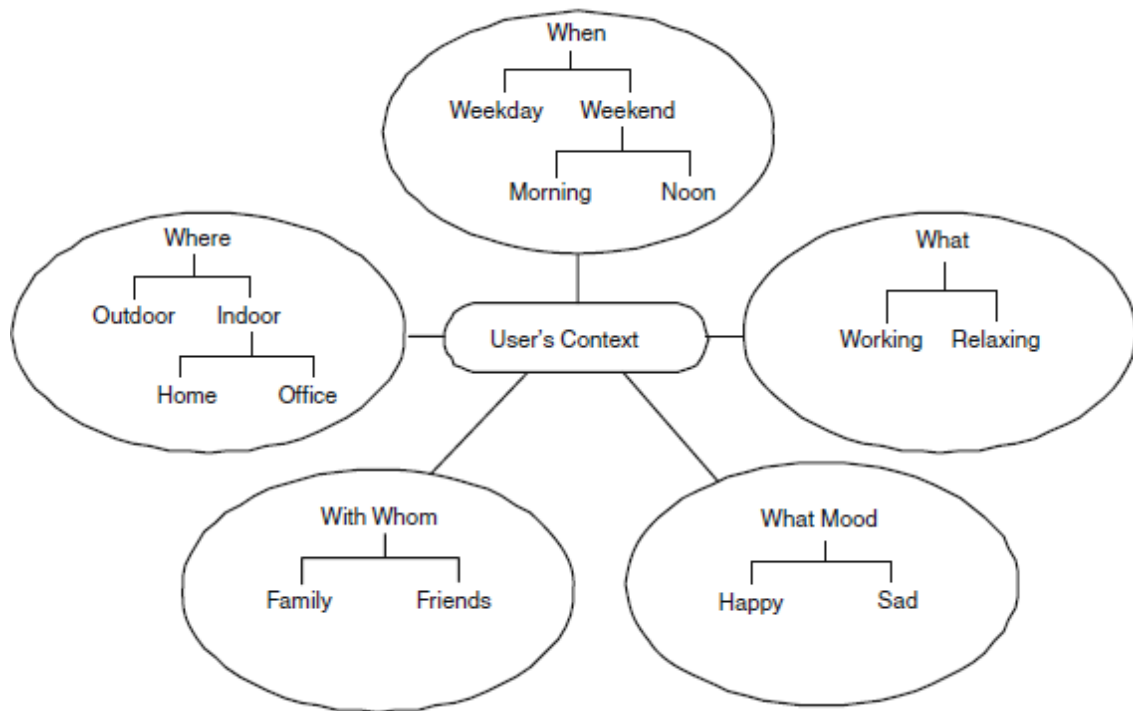 When
Weekday Weekend
Morning Noon
Where
Outdoor Indoor
Home Office
User's Context
What
Working Relaxing
With Whom
Family Friends
What Mood
Happy Sad